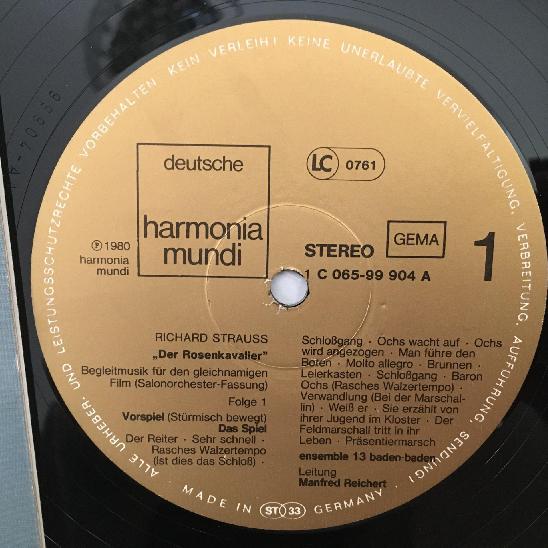 ALLE URHEBER- UND LEISTUNGSSCHUTZRECHTE VORBEHALTEN · KEIN VERLEIH! KEINE UNERLAUBTE VERVIELFÄLTIGUNG, VERBREITUNG, AUFFÜHRUNG, SENDUNG!
deutsche
harmonia
mundi
LC 0761
℗ 1980
harmonia
mundi
STEREO
GEMA
1
1 C 065-99 904 A
RICHARD STRAUSS
„Der Rosenkavalier"
Begleitmusik für den gleichnamigen
Film (Salonorchester-Fassung)
Folge 1
Vorspiel (Stürmisch bewegt)
Das Spiel
Der Reiter · Sehr schnell ·
Rasches Walzertempo
(Ist dies das Schloß) ·
Schloßgang · Ochs wacht auf · Ochs
wird angezogen · Man führe den
Boten · Molto allegro · Brunnen ·
Leierkasten · Schloßgang · Baron
Ochs (Rasches Walzertempo) ·
Verwandlung (Bei der Marschal-
lin) · Weiß er · Sie erzählt von
ihrer Jugend im Kloster · Der
Feldmarschall tritt in ihr
Leben · Präsentiermarsch
ensemble 13 baden-baden
Leitung
Manfred Reichert
MADE IN ST 33 GERMANY